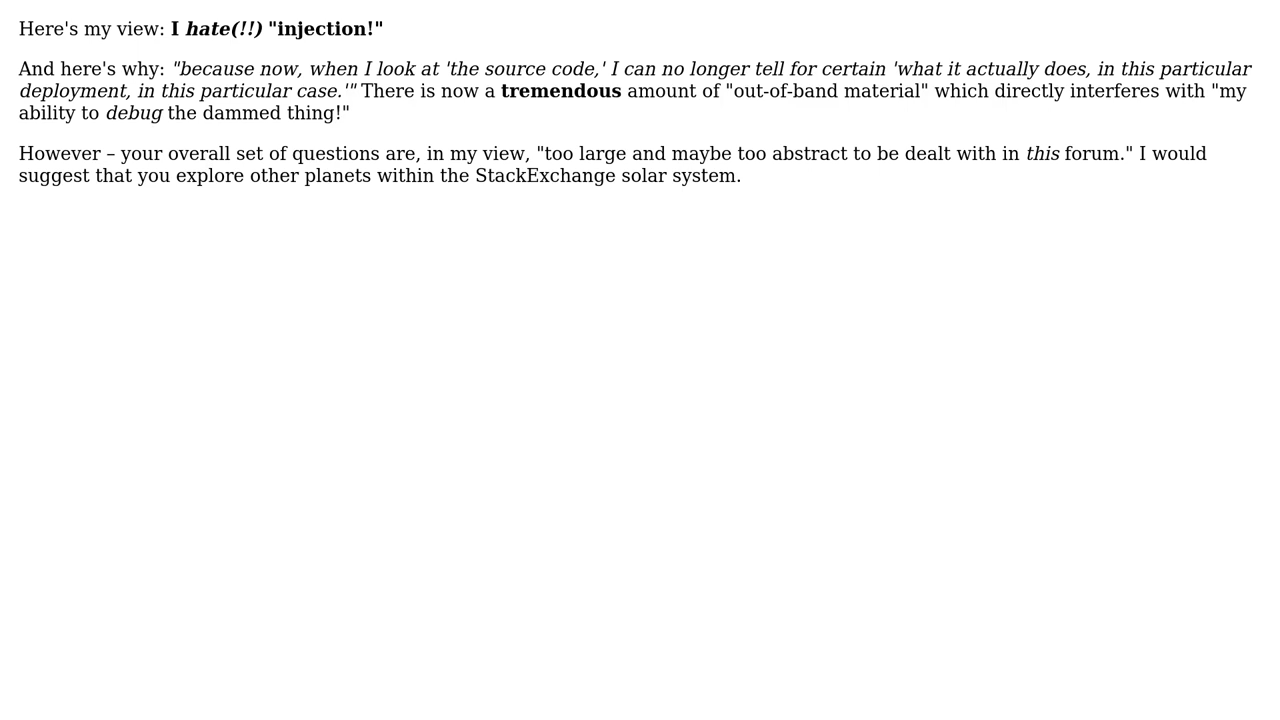 Here's my view: I hate(!!) "injection!"
And here's why: "because now, when I look at 'the source code,' I can no longer tell for certain 'what it actually does, in this particular
deployment, in this particular case.'" There is now a tremendous amount of "out-of-band material" which directly interferes with "my
ability to debug the dammed thing!"
However – your overall set of questions are, in my view, "too large and maybe too abstract to be dealt with in this forum." I would
suggest that you explore other planets within the StackExchange solar system.